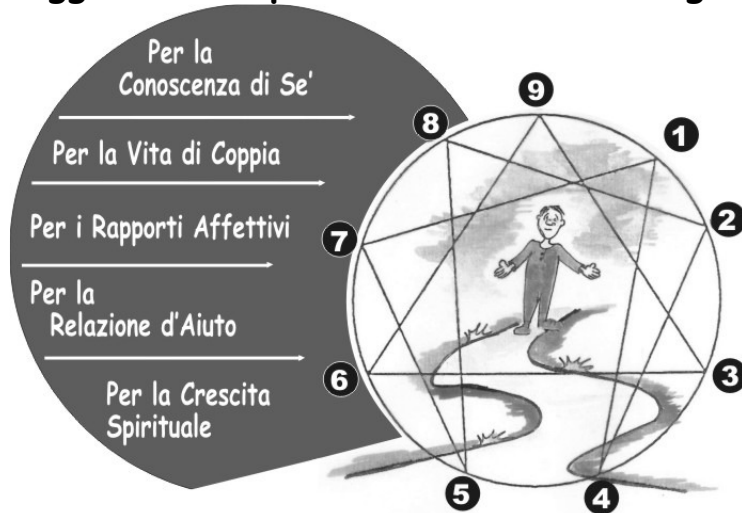 Per la
Conoscenza di Se'
Per la Vita di Coppia
Per i Rapporti Affettivi
Per la
Relazione d'Aiuto
Per la Crescita
Spirituale
9
8
1
2
7
6
3
5
4